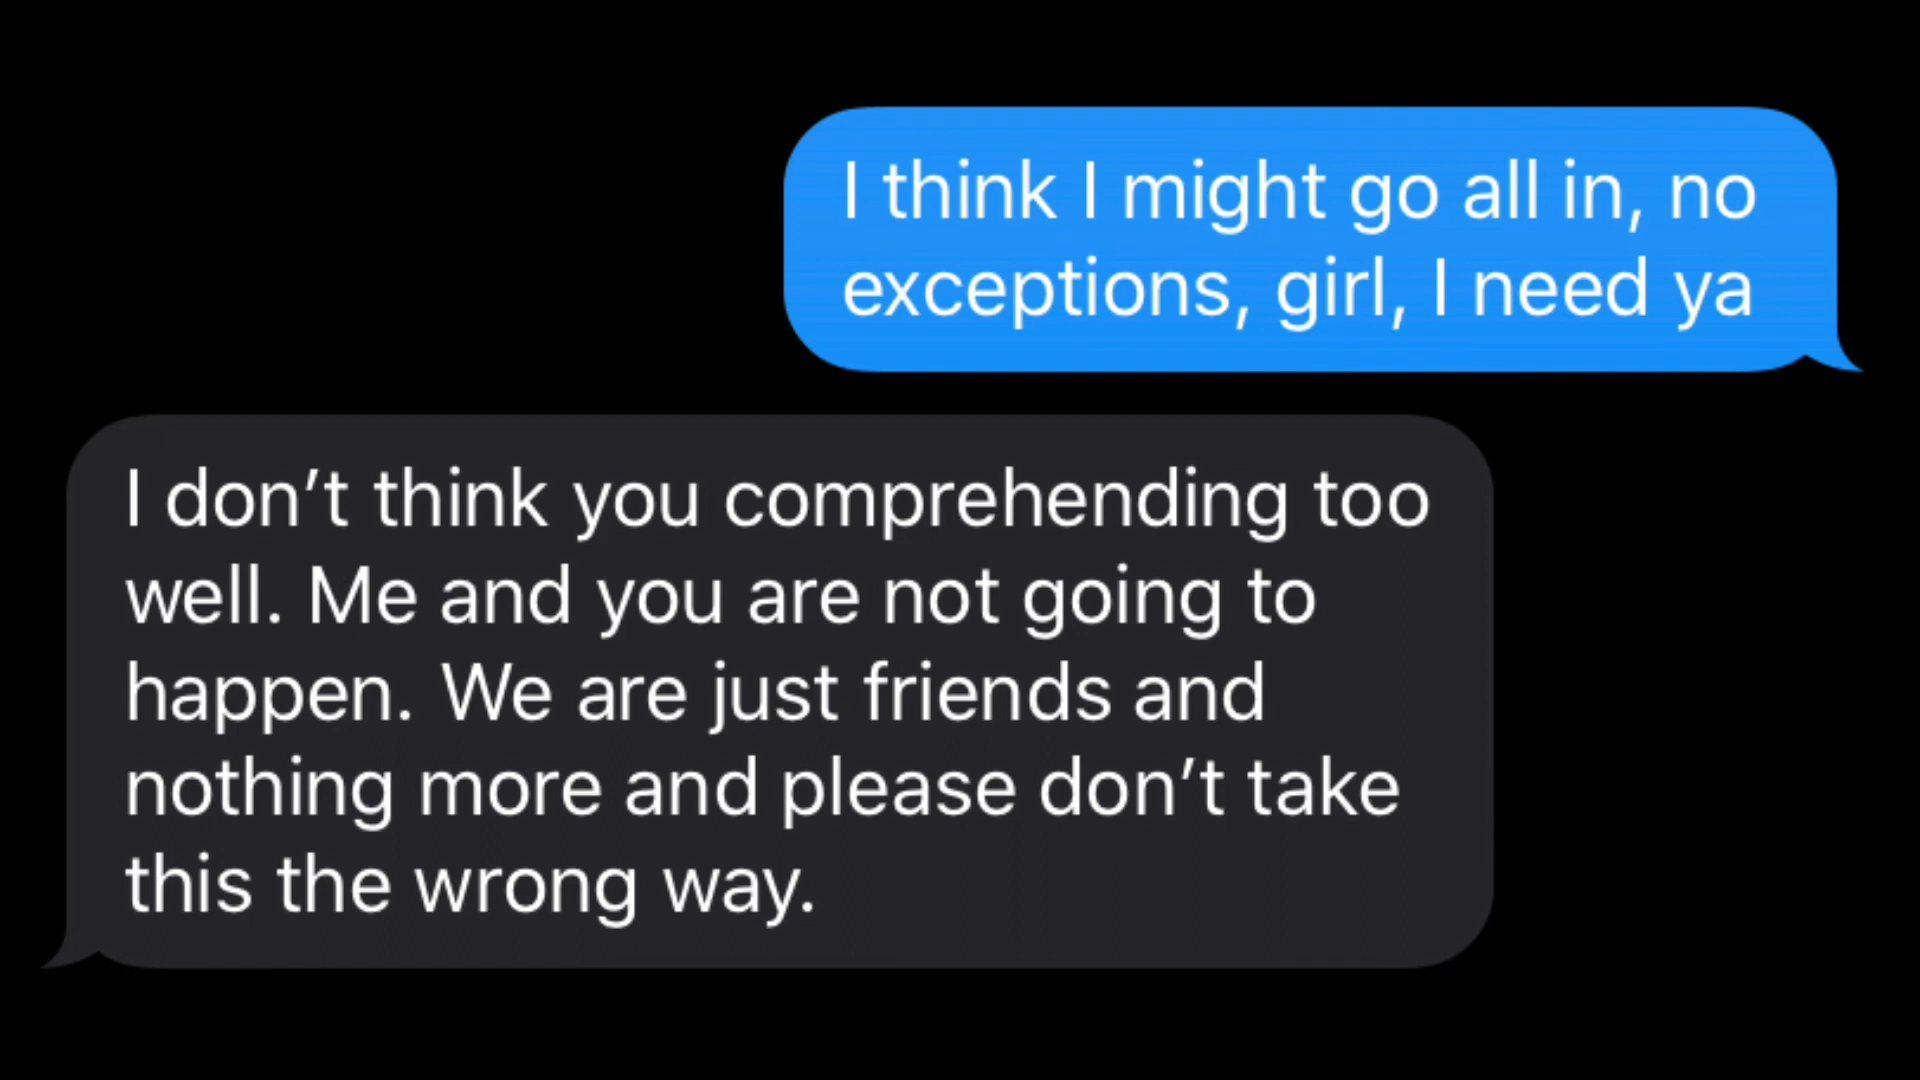 I think I might go all in, no
exceptions, girl, I need ya
I don’t think you comprehending too
well. Me and you are not going to
happen. We are just friends and
nothing more and please don’t take
this the wrong way.